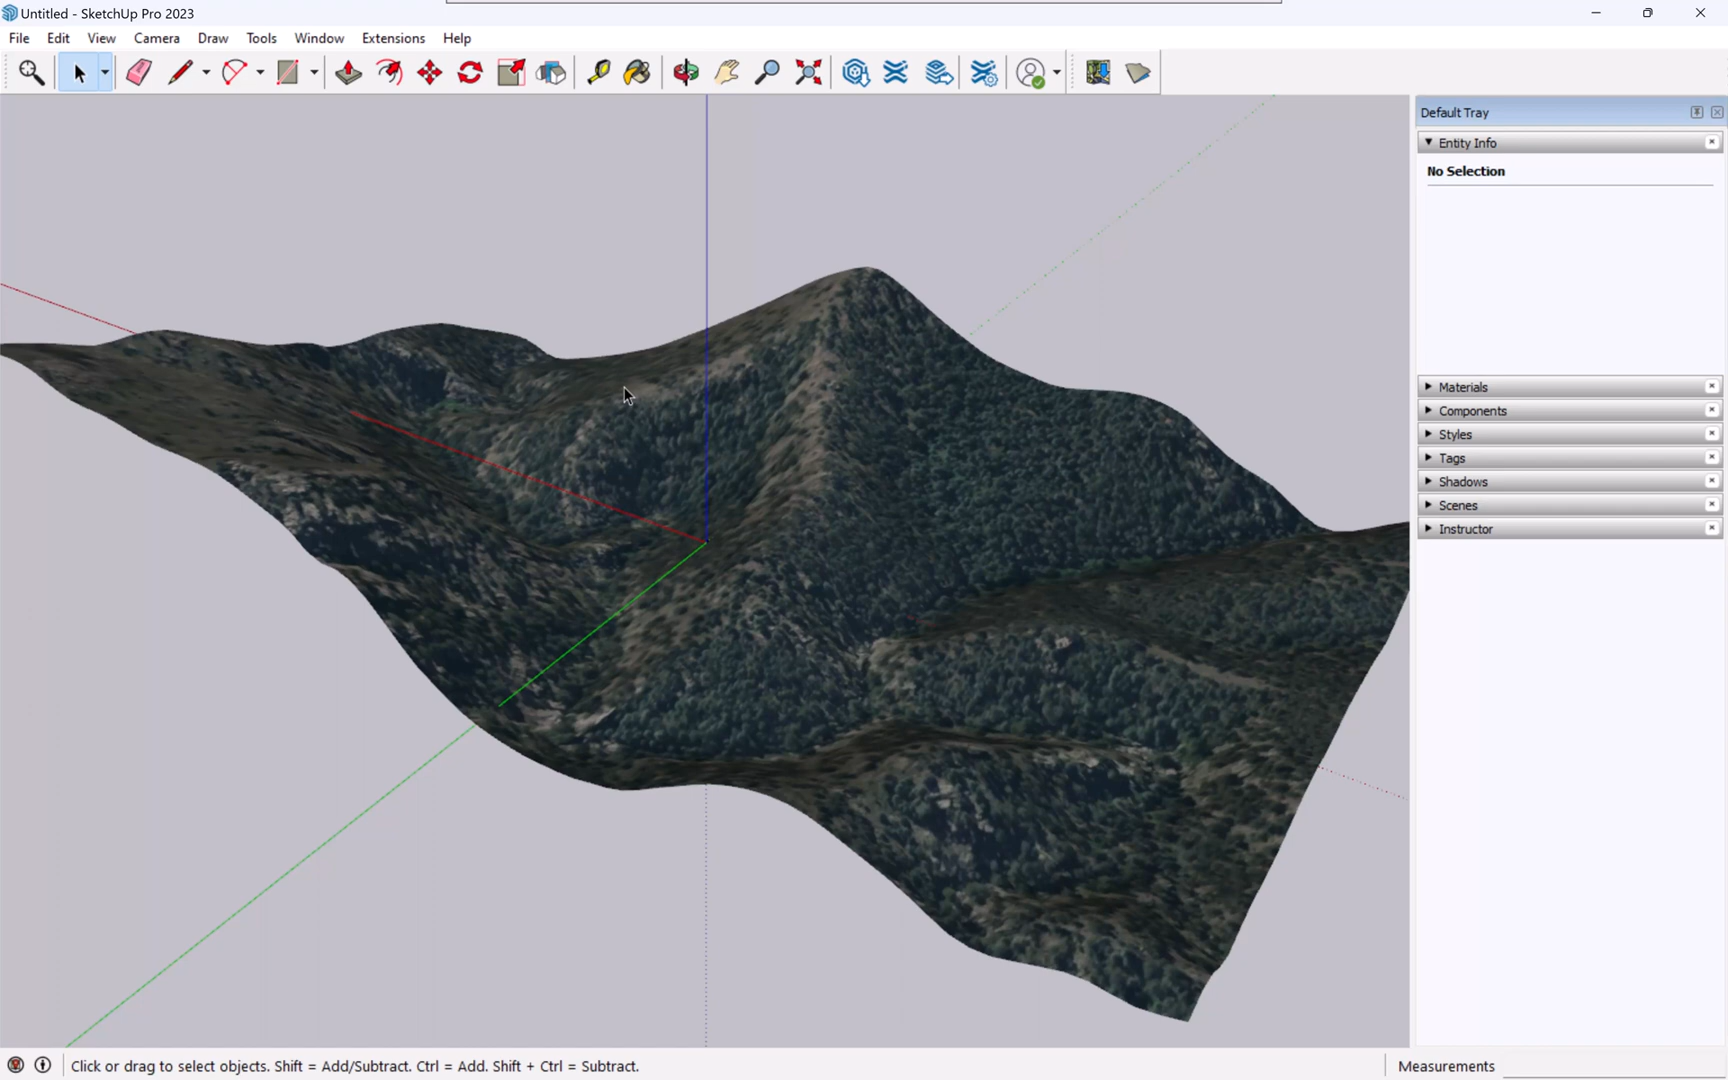 Untitled - SketchUp Pro 2023
File Edit View Camera Draw Tools Window Extensions Help
Default Tray
Entity Info
No Selection
Materials
Components
Styles
Tags
Shadows
Scenes
Instructor
Click or drag to select objects. Shift = Add/Subtract. Ctrl = Add. Shift + Ctrl = Subtract.
Measurements